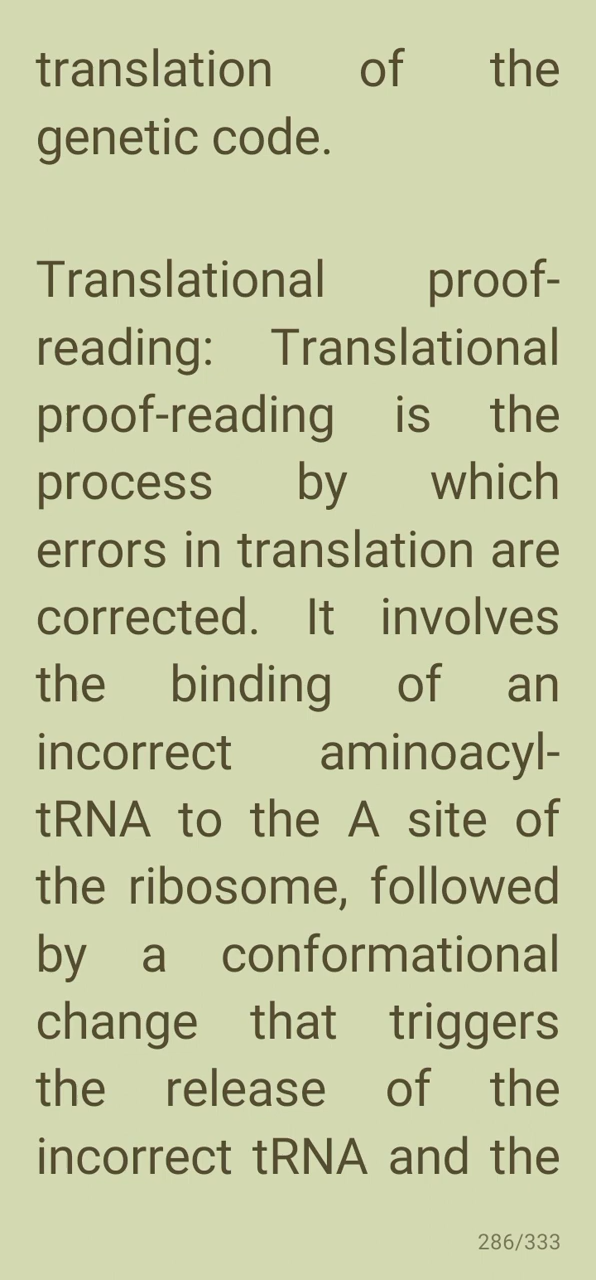 translation of the
genetic code.
Translational proof-
reading: Translational
proof-reading is the
process by which
errors in translation are
corrected. It involves
the binding of an
incorrect aminoacyl-
tRNA to the A site of
the ribosome, followed
by a conformational
change that triggers
the release of the
incorrect tRNA and the
286/333